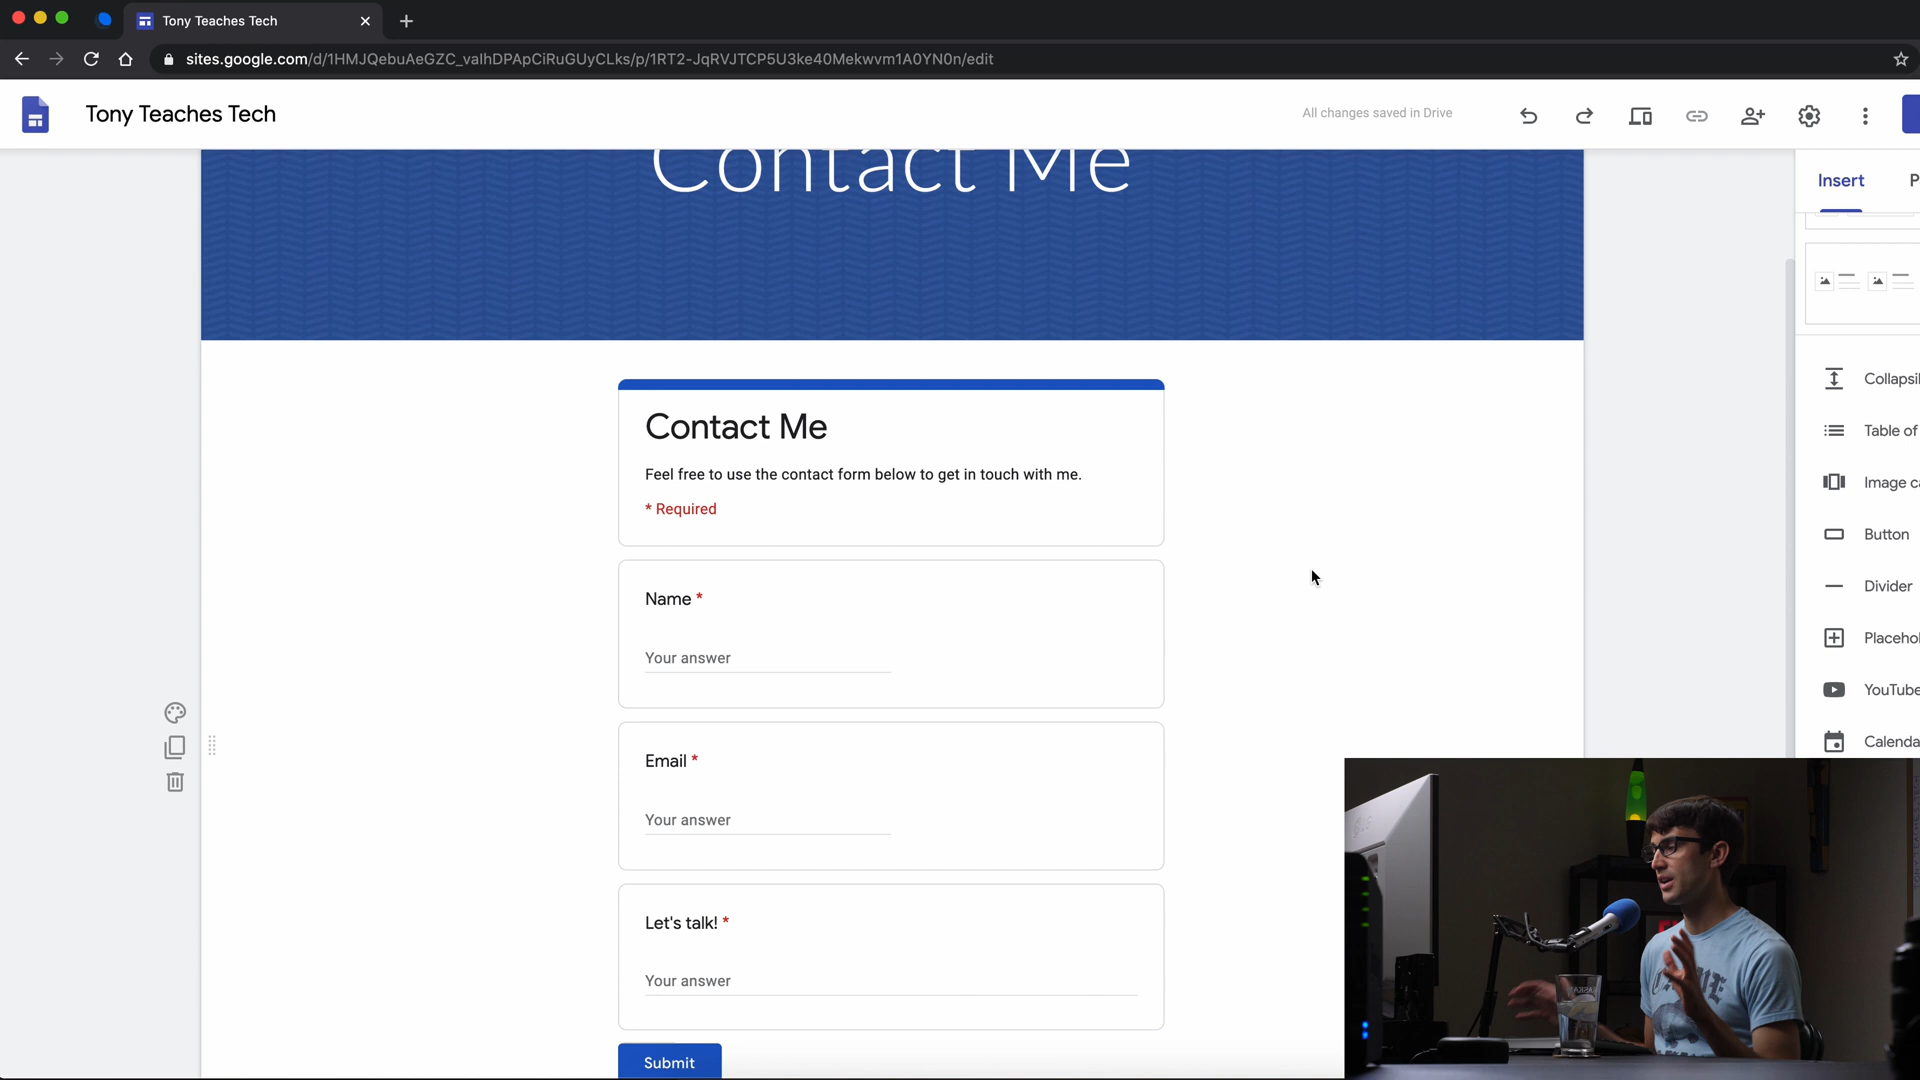 Tony Teaches Tech
sites.google.com/d/1HMJQebuAeGZC_valhDPApCiRuGUyCLks/p/1RT2-JqRVJTCP5U3ke40Mekwvm1A0YN0n/edit
Tony Teaches Tech
All changes saved in Drive
Contact Me
Insert
P
Collapsi
Contact Me
Table of
Feel free to use the contact form below to get in touch with me.
Image ca
* Required
Button
Divider
Name *
Placehol
Your answer
YouTube
Calenda
Email *
Your answer
Let's talk! *
Your answer
Submit